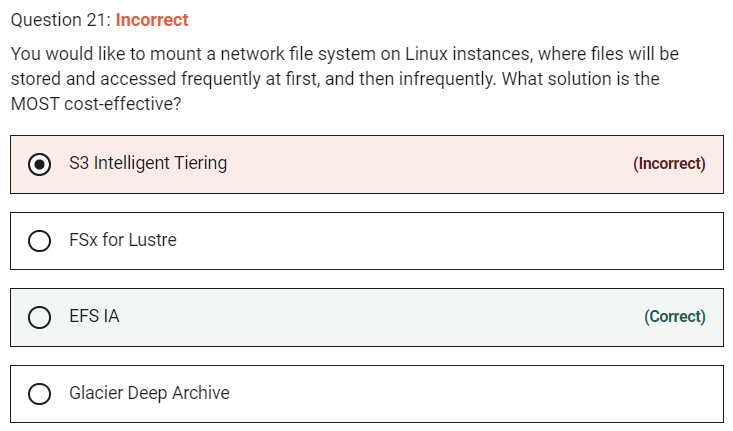 Question 21: Incorrect
You would like to mount a network file system on Linux instances, where files will be
stored and accessed frequently at first, and then infrequently. What solution is the
MOST cost-effective?
S3 Intelligent Tiering (Incorrect)
FSx for Lustre
EFS IA (Correct)
Glacier Deep Archive